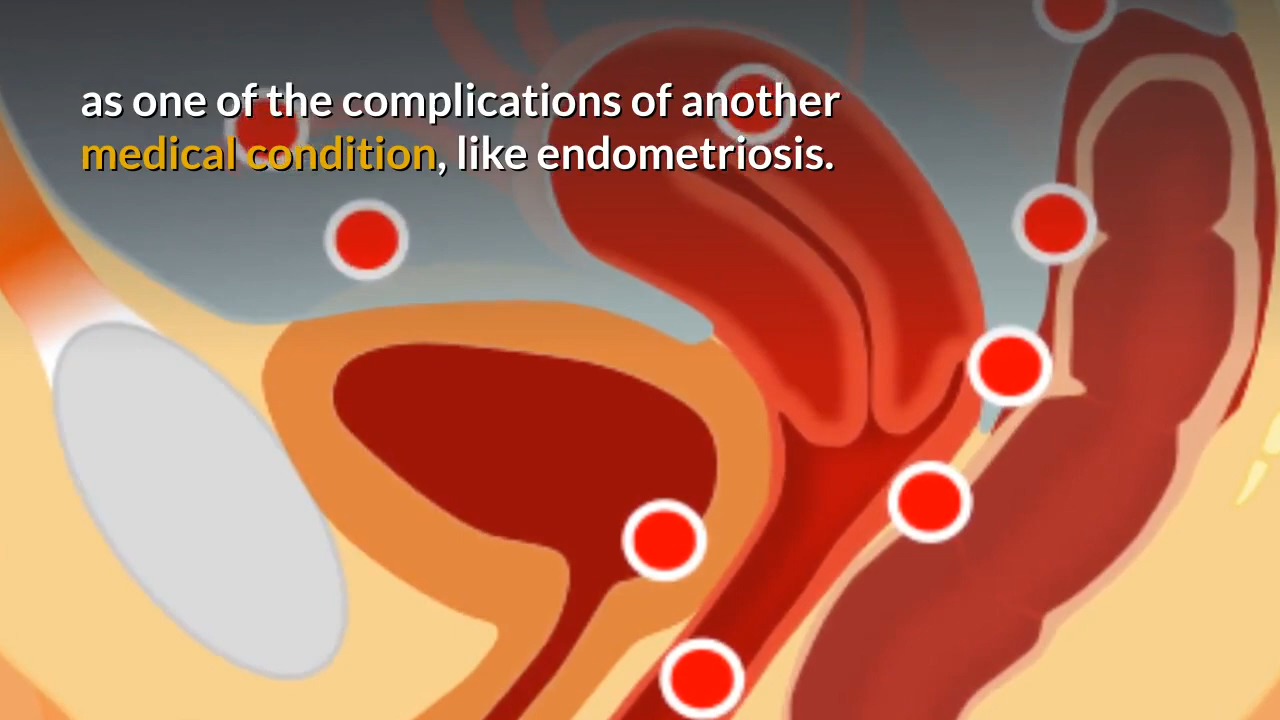 as one of the complications of another
medical condition, like endometriosis.